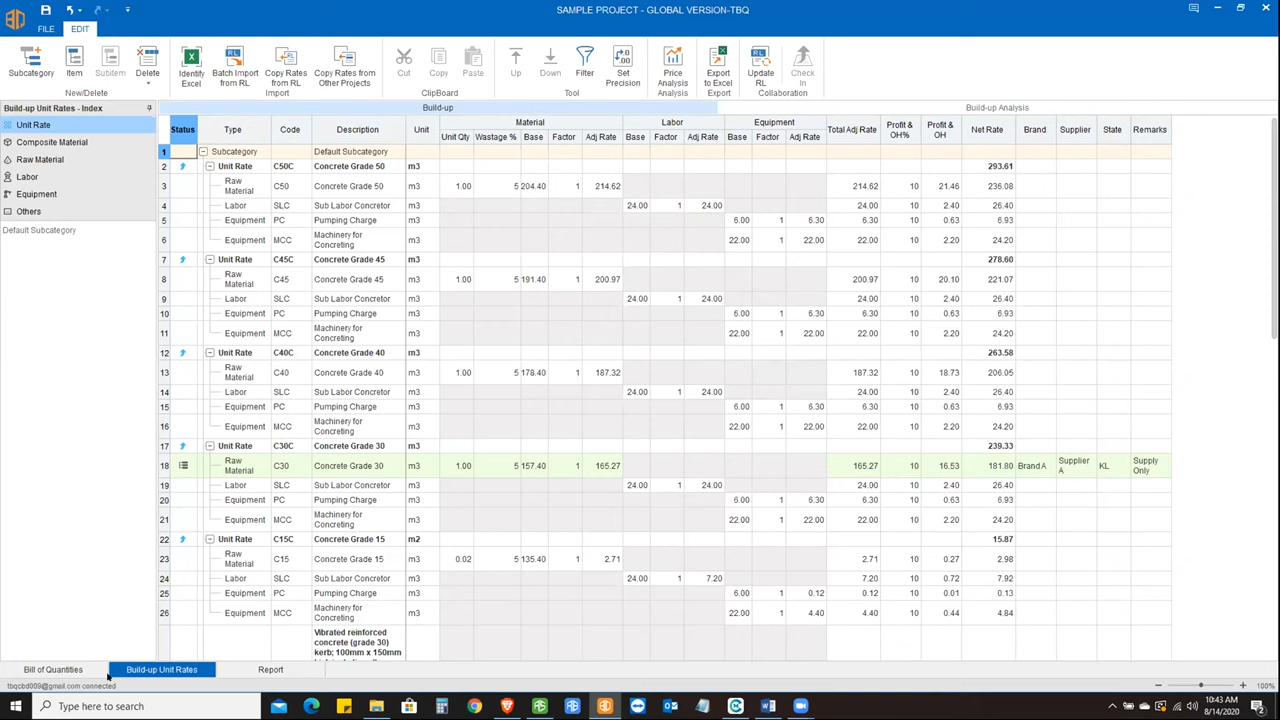 SAMPLE PROJECT - GLOBAL VERSION-TBQ
FILE EDIT
Subcategory Item Subitem Delete Identify Excel Batch Import from RL Copy Rates from RL Copy Rates from Other Projects Cut Copy Paste Up Down Filter Set Precision Price Analysis Export to Excel Update RL Check In
New/Delete Import ClipBoard Tool Analysis Export Collaboration
Build-up Unit Rates - Index
Unit Rate
Composite Material
Raw Material
Labor
Equipment
Others
Default Subcategory
Build-up Build-up Analysis
Status Type Code Description Unit Material Labor Equipment Total Adj Rate Profit & OH% Profit & OH Net Rate Brand Supplier State Remarks
Unit Qty Wastage % Base Factor Adj Rate Base Factor Adj Rate Base Factor Adj Rate
1 Subcategory Default Subcategory
2 Unit Rate C50C Concrete Grade 50 m3 293.61
3 Raw Material C50 Concrete Grade 50 m3 1.00 5 204.40 1 214.62 214.62 10 21.46 236.08
4 Labor SLC Sub Labor Concretor m3 24.00 1 24.00 24.00 10 2.40 26.40
5 Equipment PC Pumping Charge m3 6.00 1 6.30 6.30 10 0.63 6.93
6 Equipment MCC Machinery for Concreting m3 22.00 1 22.00 22.00 10 2.20 24.20
7 Unit Rate C45C Concrete Grade 45 m3 278.60
8 Raw Material C45 Concrete Grade 45 m3 1.00 5 191.40 1 200.97 200.97 10 20.10 221.07
9 Labor SLC Sub Labor Concretor m3 24.00 1 24.00 24.00 10 2.40 26.40
10 Equipment PC Pumping Charge m3 6.00 1 6.30 6.30 10 0.63 6.93
11 Equipment MCC Machinery for Concreting m3 22.00 1 22.00 22.00 10 2.20 24.20
12 Unit Rate C40C Concrete Grade 40 m3 263.58
13 Raw Material C40 Concrete Grade 40 m3 1.00 5 178.40 1 187.32 187.32 10 18.73 206.05
14 Labor SLC Sub Labor Concretor m3 24.00 1 24.00 24.00 10 2.40 26.40
15 Equipment PC Pumping Charge m3 6.00 1 6.30 6.30 10 0.63 6.93
16 Equipment MCC Machinery for Concreting m3 22.00 1 22.00 22.00 10 2.20 24.20
17 Unit Rate C30C Concrete Grade 30 m3 239.33
18 Raw Material C30 Concrete Grade 30 m3 1.00 5 157.40 1 165.27 165.27 10 16.53 181.80 Brand A Supplier A KL Supply Only
19 Labor SLC Sub Labor Concretor m3 24.00 1 24.00 24.00 10 2.40 26.40
20 Equipment PC Pumping Charge m3 6.00 1 6.30 6.30 10 0.63 6.93
21 Equipment MCC Machinery for Concreting m3 22.00 1 22.00 22.00 10 2.20 24.20
22 Unit Rate C15C Concrete Grade 15 m2 15.87
23 Raw Material C15 Concrete Grade 15 m3 0.02 5 135.40 1 2.71 2.71 10 0.27 2.98
24 Labor SLC Sub Labor Concretor m3 24.00 1 7.20 7.20 10 0.72 7.92
25 Equipment PC Pumping Charge m3 6.00 1 0.12 0.12 10 0.01 0.13
26 Equipment MCC Machinery for Concreting m3 22.00 1 4.40 4.40 10 0.44 4.84
Vibrated reinforced
concrete (grade 30)
kerb; 100mm x 150mm
Bill of Quantities Build-up Unit Rates Report
tbqcbd009@gmail.com connected 100%
Type here to search
10:43 AM
8/14/2020